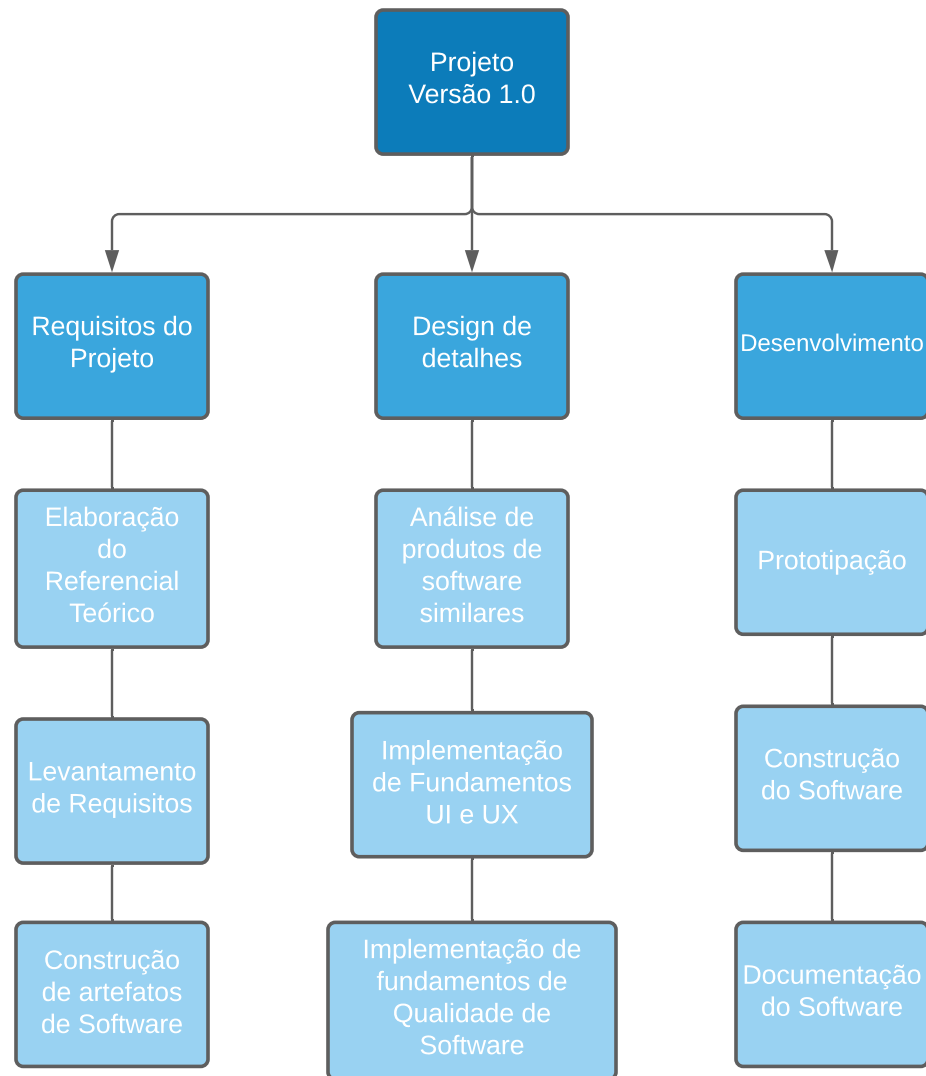 Projeto
Versão 1.0
Requisitos do
Projeto
Design de
detalhes
Desenvolvimento
Elaboração
do
Referencial
Teórico
Análise de
produtos de
software
similares
Prototipação
Levantamento
de Requisitos
Implementação
de Fundamentos
UI e UX
Construção
do Software
Construção
de artefatos
de Software
Implementação de
fundamentos de
Qualidade de
Software
Documentação
do Software